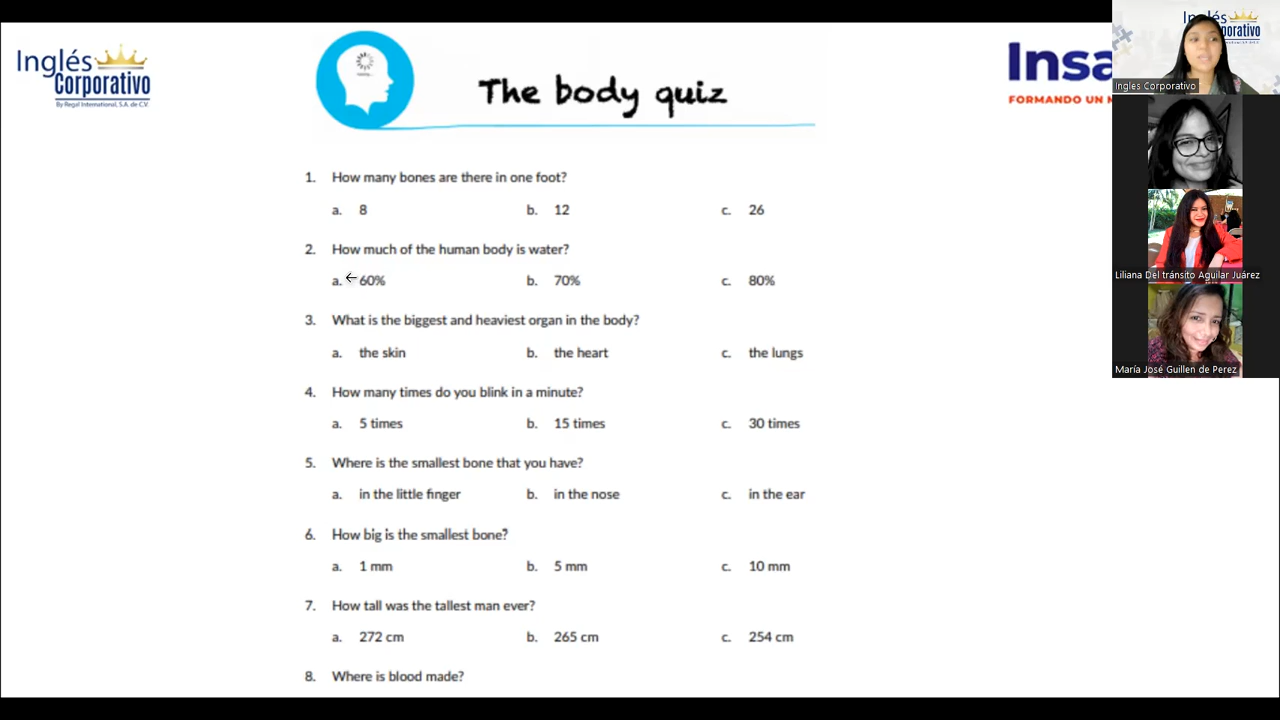 Inglés
Corporativo
By Regal International, S.A. de C.V.
The body quiz
Insa
FORMANDO UN
1. How many bones are there in one foot?
a. 8 b. 12 c. 26
2. How much of the human body is water?
a. 60% b. 70% c. 80%
3. What is the biggest and heaviest organ in the body?
a. the skin b. the heart c. the lungs
4. How many times do you blink in a minute?
a. 5 times b. 15 times c. 30 times
5. Where is the smallest bone that you have?
a. in the little finger b. in the nose c. in the ear
6. How big is the smallest bone?
a. 1 mm b. 5 mm c. 10 mm
7. How tall was the tallest man ever?
a. 272 cm b. 265 cm c. 254 cm
8. Where is blood made?
Ingles Corporativo
Liliana Del tránsito Aguilar Juárez
María José Guillen de Perez